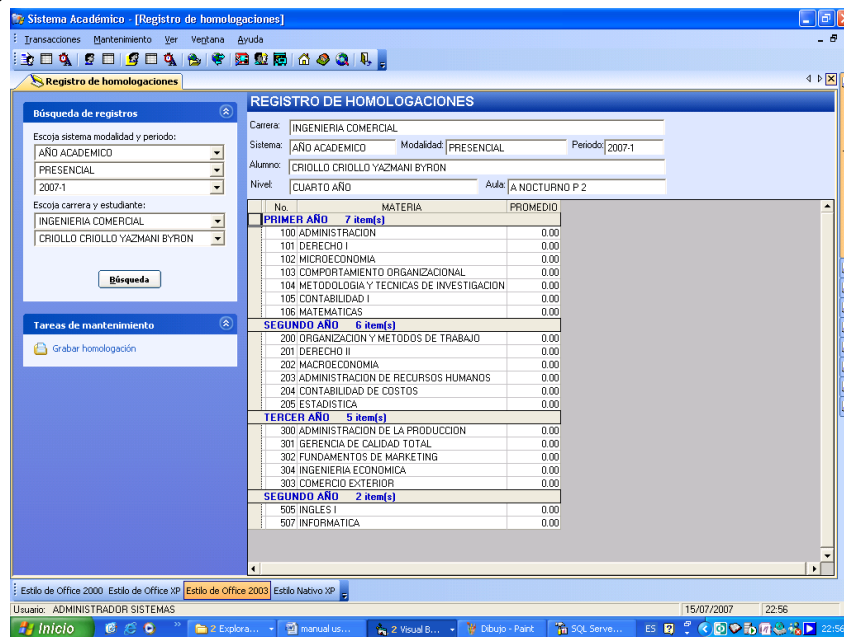 Sistema Académico - [Registro de homologaciones]
Transacciones Mantenimiento Ver Ventana Ayuda
Registro de homologaciones
Búsqueda de registros
Escoja sistema modalidad y periodo:
AÑO ACADEMICO
PRESENCIAL
2007-1
Escoja carrera y estudiante:
INGENIERIA COMERCIAL
CRIOLLO CRIOLLO YAZMANI BYRON
Búsqueda
Tareas de mantenimiento
Grabar homologación
REGISTRO DE HOMOLOGACIONES
Carrera: INGENIERIA COMERCIAL
Sistema: AÑO ACADEMICO Modalidad: PRESENCIAL Periodo: 2007-1
Alumno: CRIOLLO CRIOLLO YAZMANI BYRON
Nivel: CUARTO AÑO Aula: A NOCTURNO P 2
No. MATERIA PROMEDIO
PRIMER AÑO 7 item(s)
100 ADMINISTRACION 0.00
101 DERECHO I 0.00
102 MICROECONOMIA 0.00
103 COMPORTAMIENTO ORGANIZACIONAL 0.00
104 METODOLOGIA Y TECNICAS DE INVESTIGACION 0.00
105 CONTABILIDAD I 0.00
106 MATEMATICAS 0.00
SEGUNDO AÑO 6 item(s)
200 ORGANIZACION Y METODOS DE TRABAJO 0.00
201 DERECHO II 0.00
202 MACROECONOMIA 0.00
203 ADMINISTRACION DE RECURSOS HUMANOS 0.00
204 CONTABILIDAD DE COSTOS 0.00
205 ESTADISTICA 0.00
TERCER AÑO 5 item(s)
300 ADMINISTRACION DE LA PRODUCCION 0.00
301 GERENCIA DE CALIDAD TOTAL 0.00
302 FUNDAMENTOS DE MARKETING 0.00
304 INGENIERIA ECONOMICA 0.00
303 COMERCIO EXTERIOR 0.00
SEGUNDO AÑO 2 item(s)
505 INGLES I 0.00
507 INFORMATICA 0.00
Estilo de Office 2000 Estilo de Office XP Estilo de Office 2003 Estilo Nativo XP
Usuario: ADMINISTRADOR SISTEMAS 15/07/2007 22:56
Inicio 2 Explora... manual us... 2 Visual B... Dibujo - Paint SQL Serve... ES 22:56